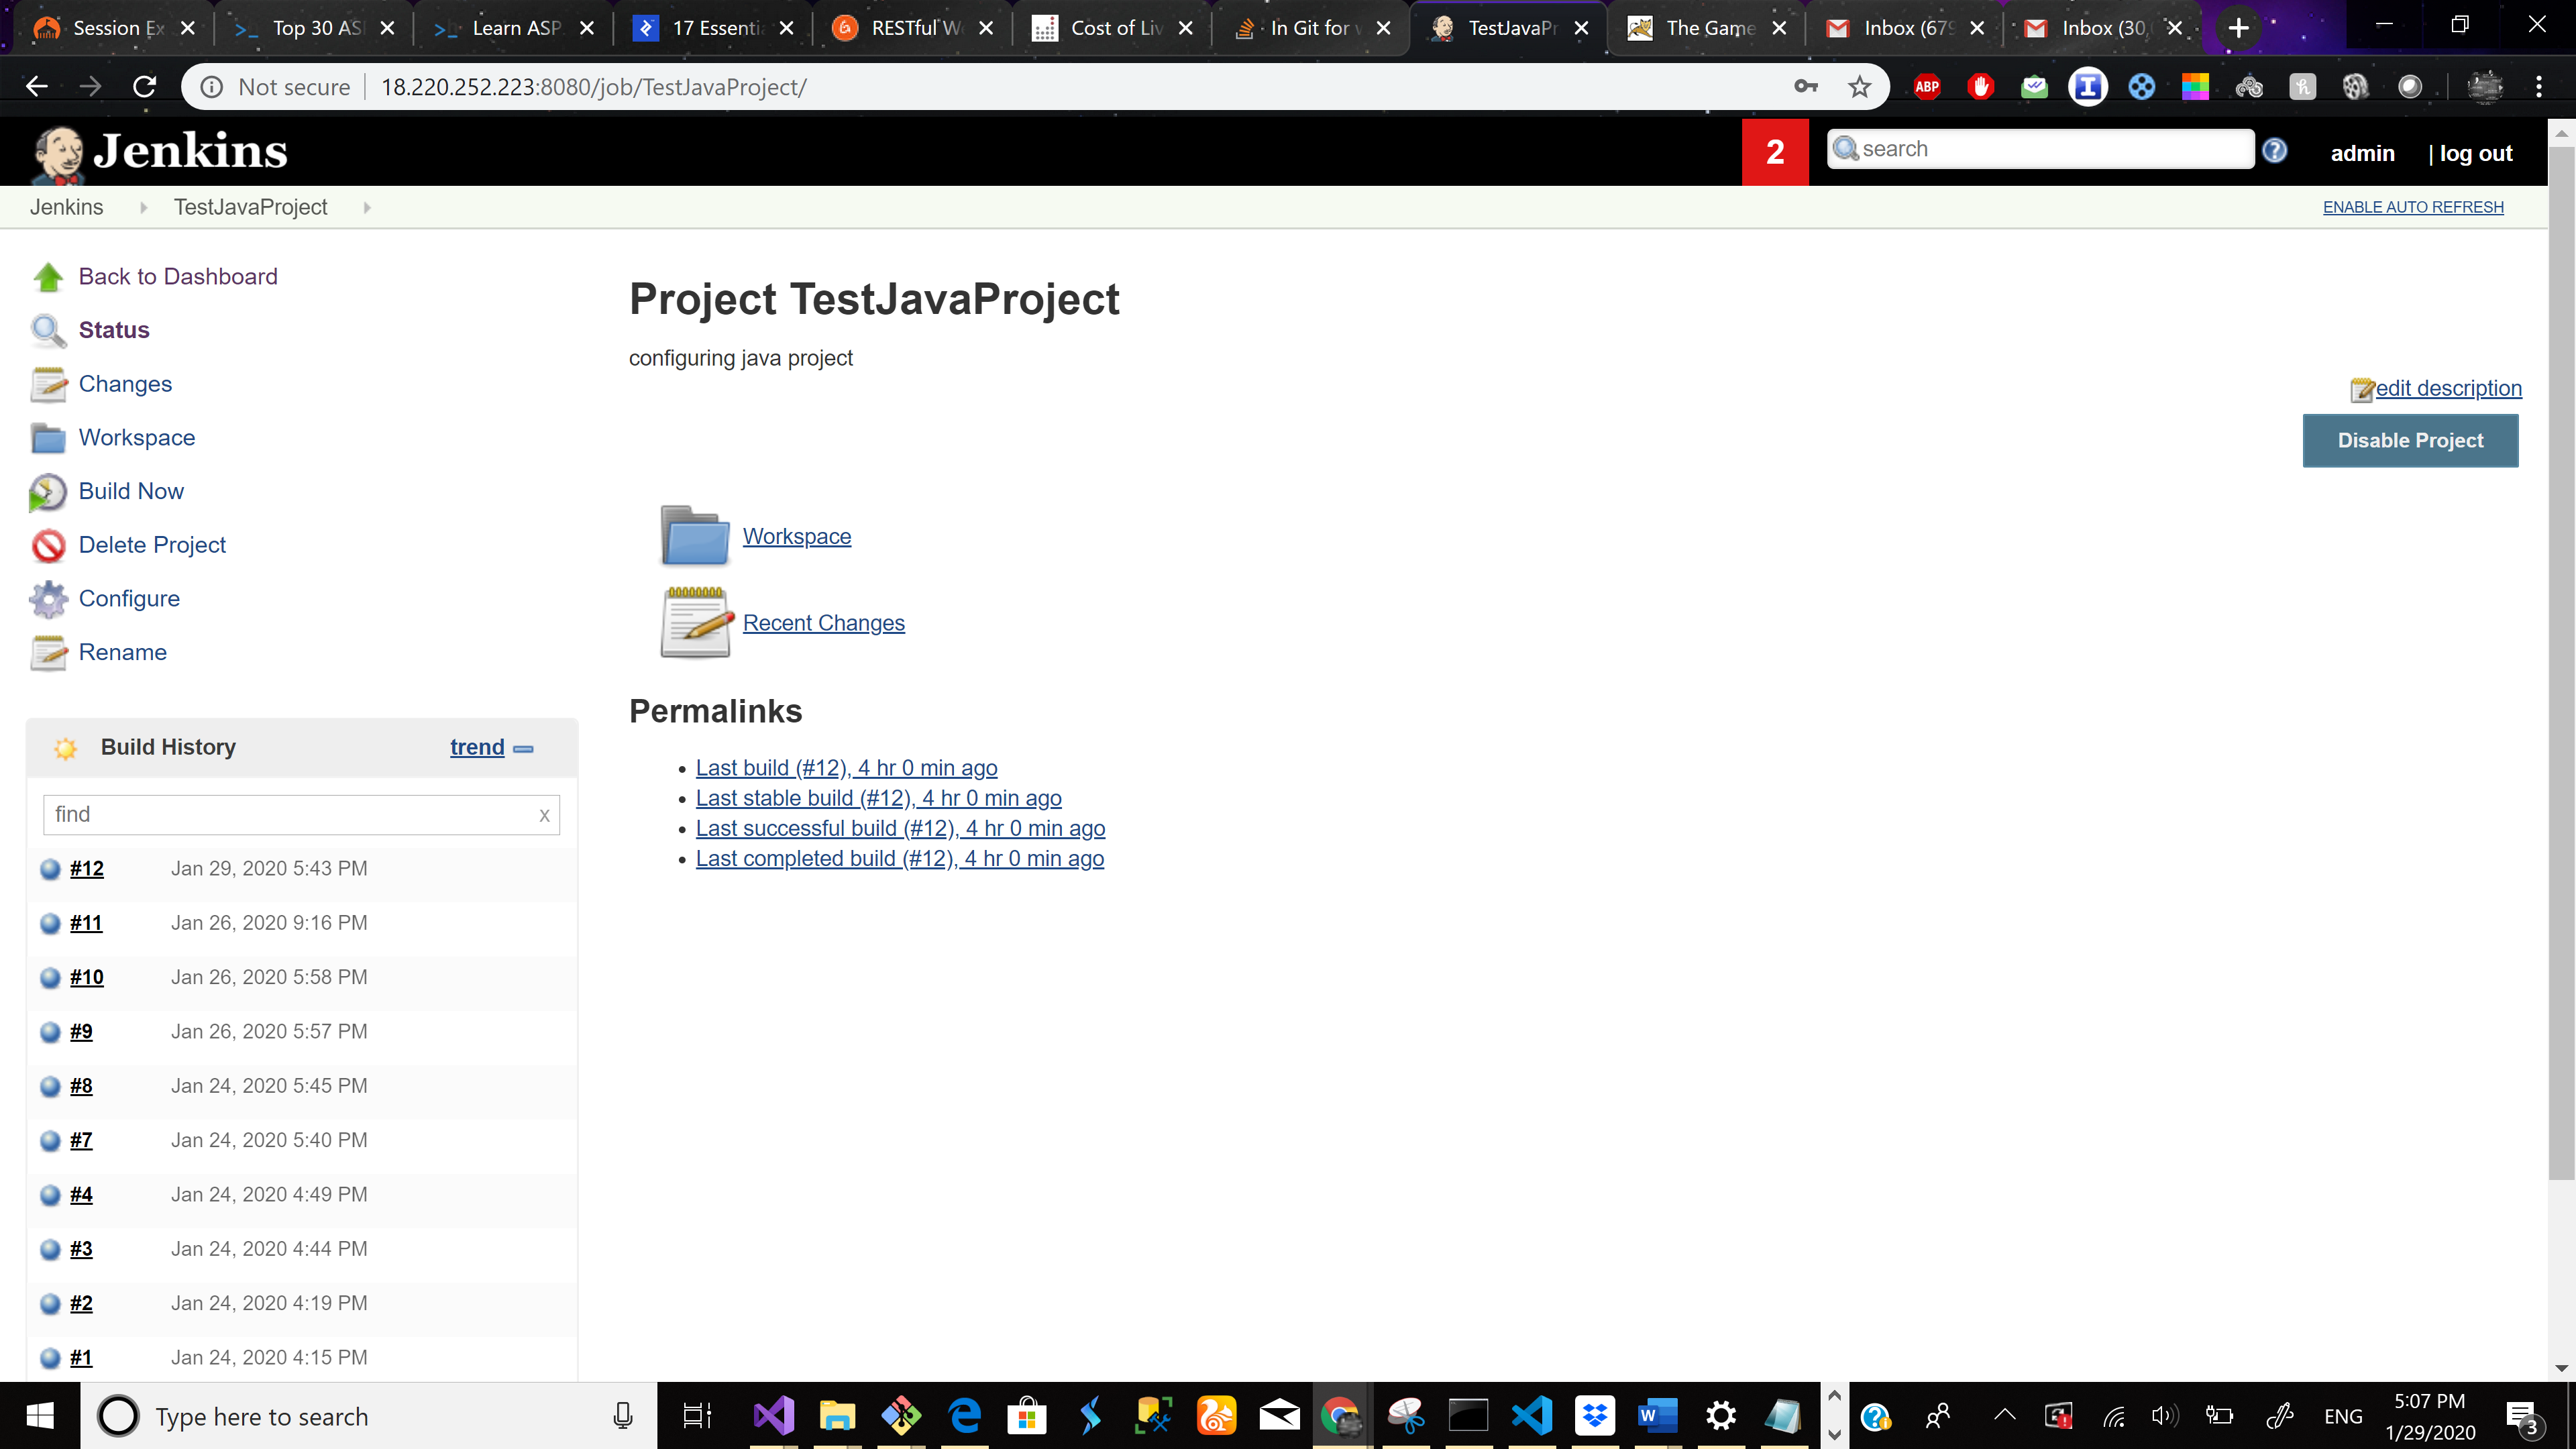 Session Ex
Top 30 AS
Learn ASP
17 Essentia
RESTful W
Cost of Liv
In Git for
TestJavaPr
The Game
Inbox (679
Inbox (30,
Not secure
18.220.252.223:8080/job/TestJavaProject/
ABP
Jenkins
2
search
admin
| log out
Jenkins
TestJavaProject
ENABLE AUTO REFRESH
Back to Dashboard
Status
Changes
Workspace
Build Now
Delete Project
Configure
Rename
Project TestJavaProject
configuring java project
edit description
Disable Project
Workspace
Recent Changes
Permalinks
Last build (#12), 4 hr 0 min ago
Last stable build (#12), 4 hr 0 min ago
Last successful build (#12), 4 hr 0 min ago
Last completed build (#12), 4 hr 0 min ago
Build History
trend
find
x
#12 Jan 29, 2020 5:43 PM
#11 Jan 26, 2020 9:16 PM
#10 Jan 26, 2020 5:58 PM
#9 Jan 26, 2020 5:57 PM
#8 Jan 24, 2020 5:45 PM
#7 Jan 24, 2020 5:40 PM
#4 Jan 24, 2020 4:49 PM
#3 Jan 24, 2020 4:44 PM
#2 Jan 24, 2020 4:19 PM
#1 Jan 24, 2020 4:15 PM
Type here to search
ENG
5:07 PM
1/29/2020
3